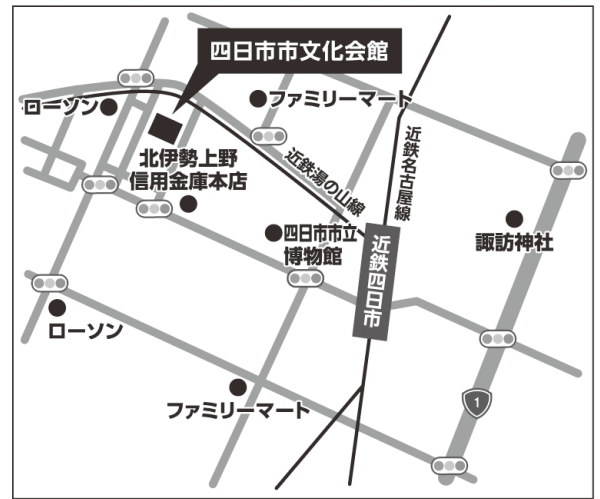 四日市市文化会館
ローソン
ファミリーマート
北伊勢上野
信用金庫本店
近鉄湯の山線
近鉄名古屋線
四日市市立
博物館
近鉄四日市
諏訪神社
ローソン
ファミリーマート
1